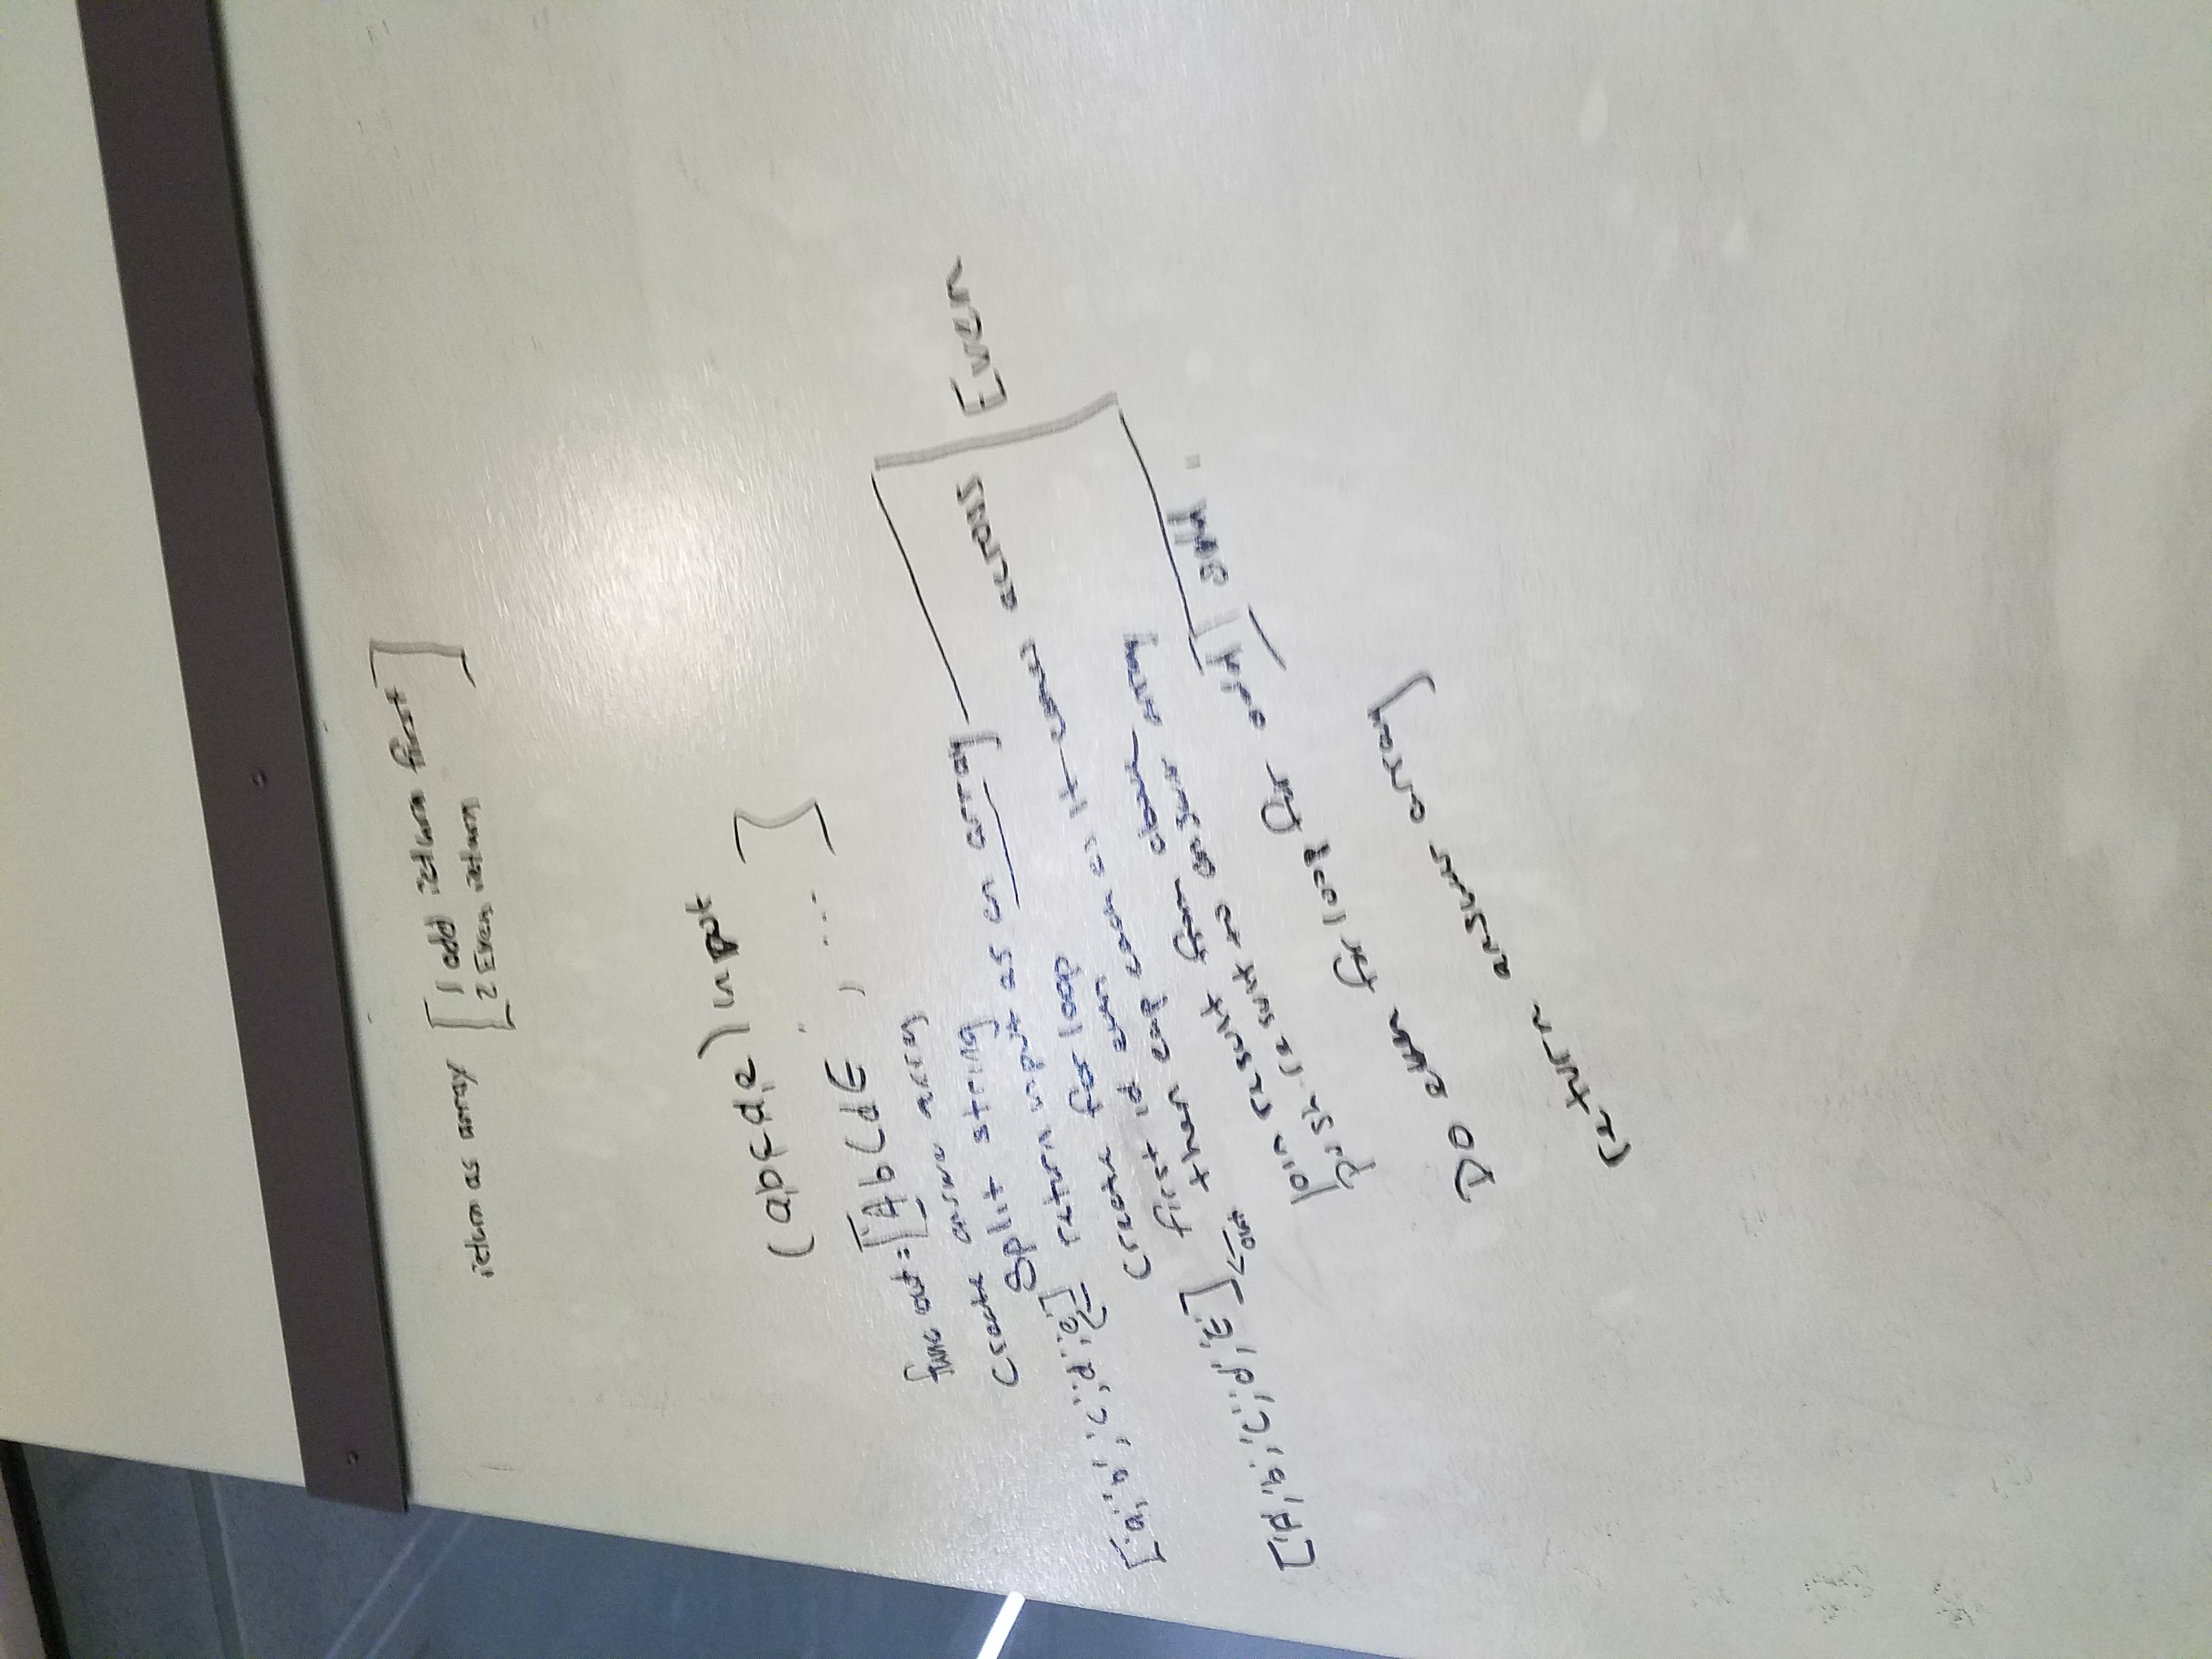 return as array [1 odd return first
2 Even return]
(a,b,c,d,e) input
func out = ["AbCdE", ...]
Create answe array
Split string
['a','b','c','d','e'] ← return input as an array
Create for loop
first id even
then cap each as it comes across
Even
['A','b','C','d','E'] ← out
join result from above
push result to answr array
Do even for loop for odd] odd
return answer array